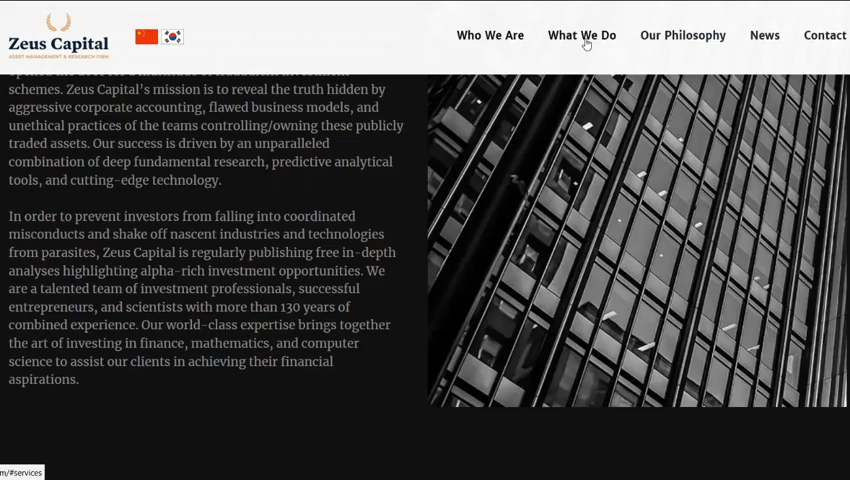 Zeus Capital
ASSET MANAGEMENT & RESEARCH FIRM
Who We Are
What We Do
Our Philosophy
News
Contact
schemes. Zeus Capital's mission is to reveal the truth hidden by
aggressive corporate accounting, flawed business models, and
unethical practices of the teams controlling/owning these publicly
traded assets. Our success is driven by an unparalleled
combination of deep fundamental research, predictive analytical
tools, and cutting-edge technology.
In order to prevent investors from falling into coordinated
misconducts and shake off nascent industries and technologies
from parasites, Zeus Capital is regularly publishing free in-depth
analyses highlighting alpha-rich investment opportunities. We
are a talented team of investment professionals, successful
entrepreneurs, and scientists with more than 130 years of
combined experience. Our world-class expertise brings together
the art of investing in finance, mathematics, and computer
science to assist our clients in achieving their financial
aspirations.
m/#services